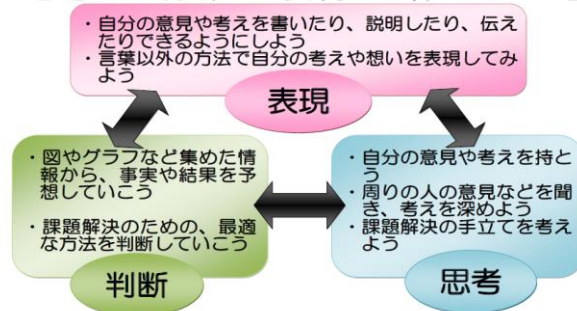 ・自分の意見や考えを書いたり、説明したり、伝え
たりできるようにしよう
・言葉以外の方法で自分の考えや想いを表現してみ
よう
表現
・図やグラフなど集めた情
報から、事実や結果を予
想していこう
・課題解決のための、最適
な方法を判断していこう
判断
・自分の意見や考えを持と
う
・周りの人の意見などを聞
き、考えを深めよう
・課題解決の手立てを考え
よう
思考